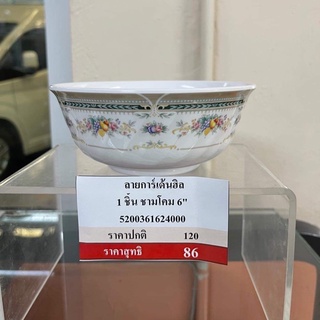 ลายการ์เด้นฮิล
1 ชิ้น ชามโคม 6"
5200361624000
ราคาปกติ 120
ราคาสุทธิ 86